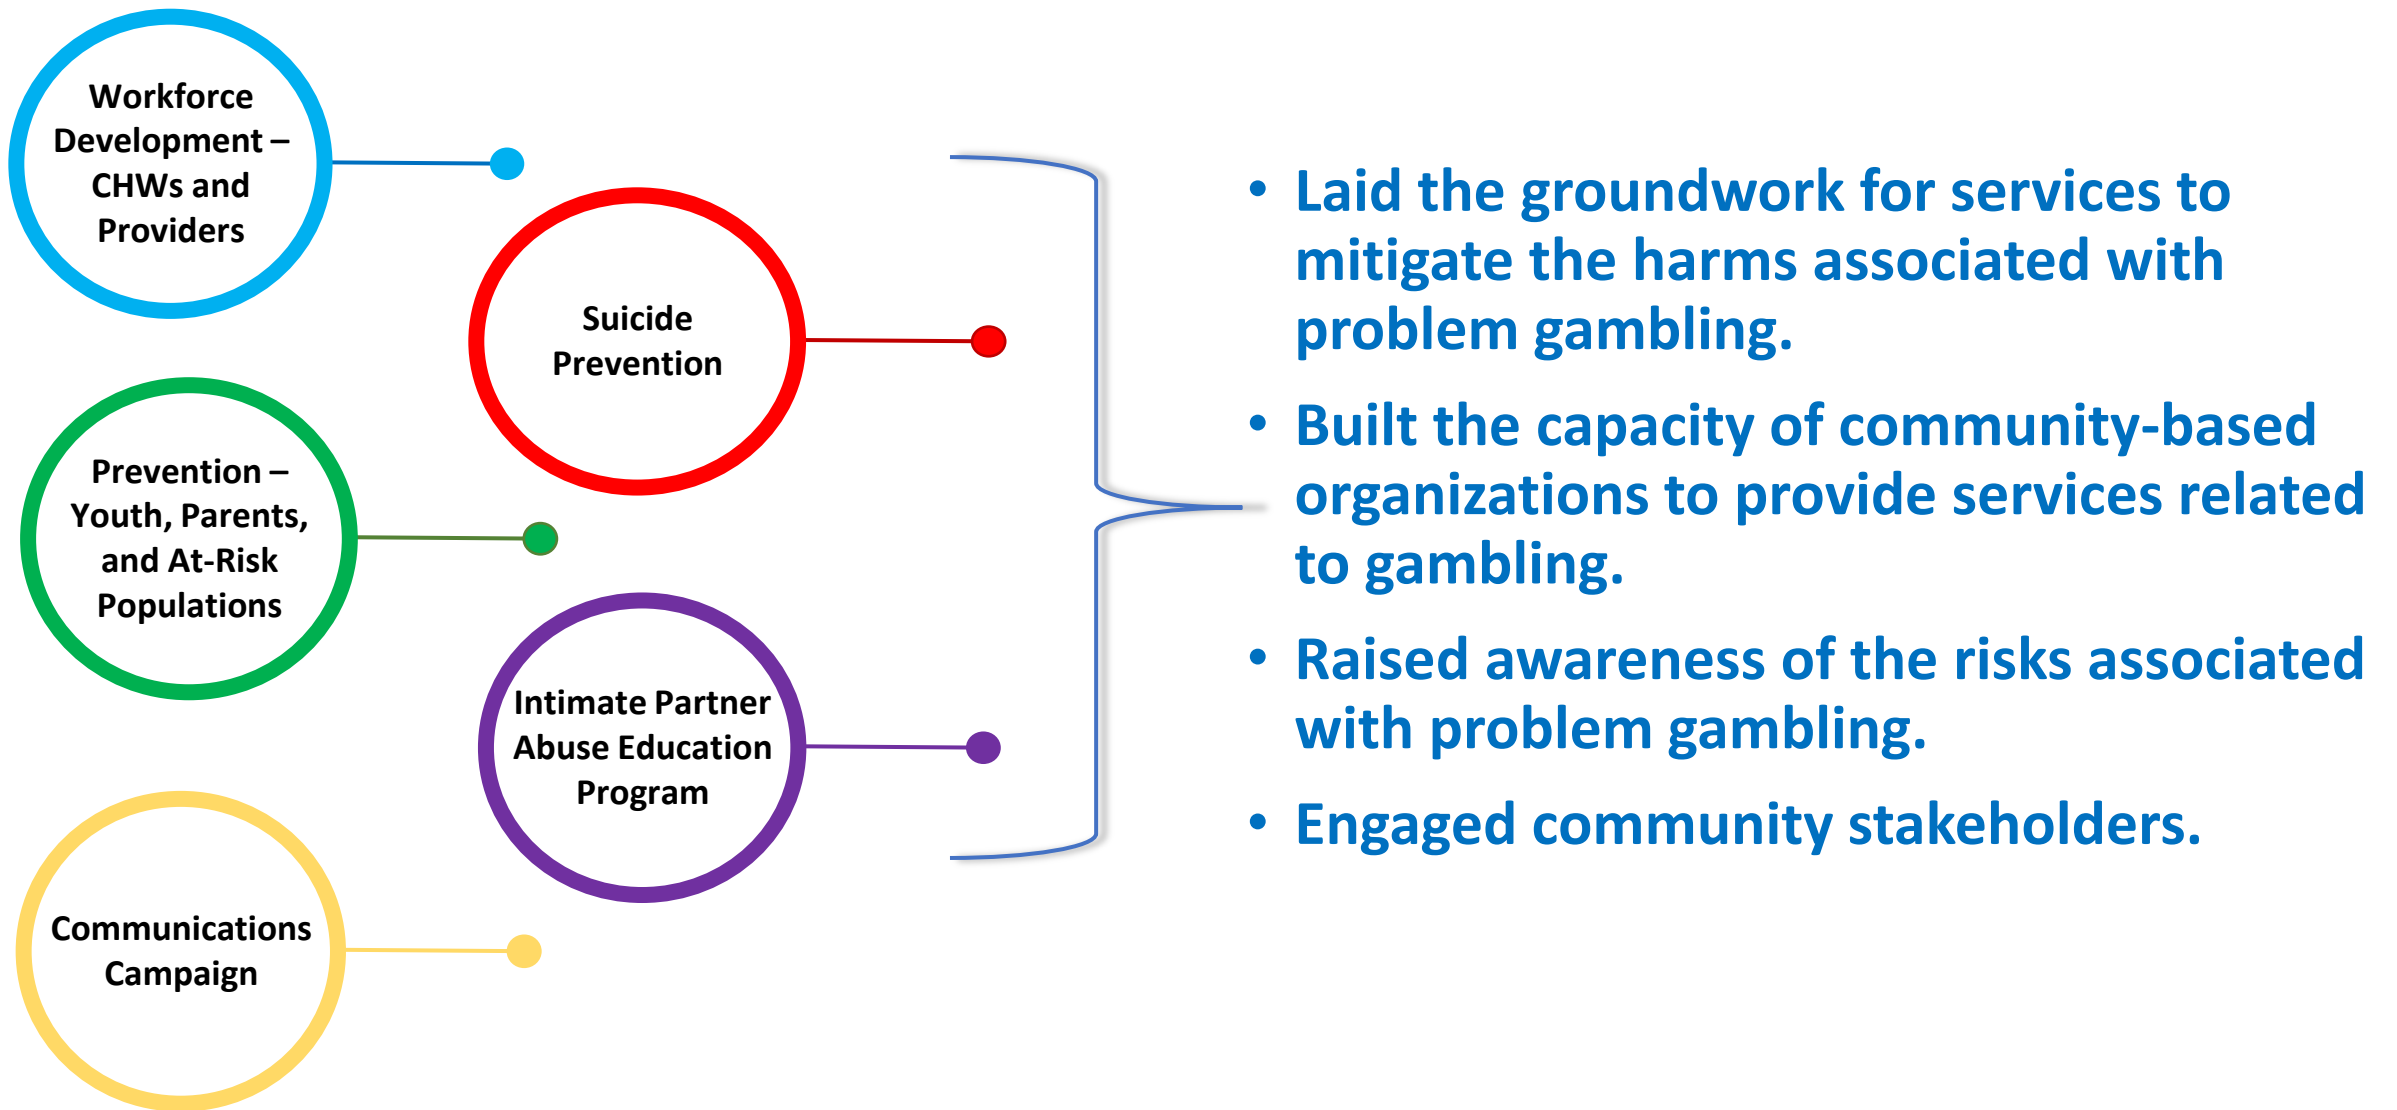 Workforce
Development –
CHWs and
Providers
Suicide
Prevention
Prevention –
Youth, Parents,
and At-Risk
Populations
Intimate Partner
Abuse Education
Program
Communications
Campaign
• Laid the groundwork for services to
mitigate the harms associated with
problem gambling.
• Built the capacity of community-based
organizations to provide services related
to gambling.
• Raised awareness of the risks associated
with problem gambling.
• Engaged community stakeholders.